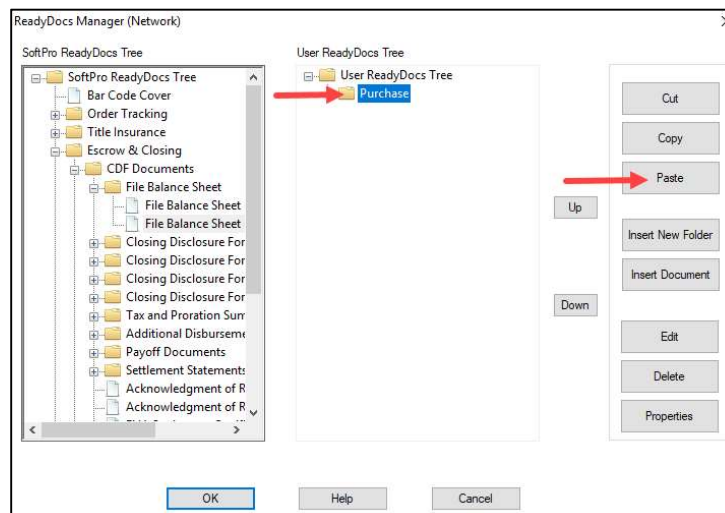 ReadyDocs Manager (Network)
SoftPro ReadyDocs Tree
SoftPro ReadyDocs Tree
Bar Code Cover
Order Tracking
Title Insurance
Escrow & Closing
CDF Documents
File Balance Sheet
File Balance Sheet
File Balance Sheet
Closing Disclosure For
Closing Disclosure For
Closing Disclosure For
Closing Disclosure For
Tax and Proration Sum
Additional Disburseme
Payoff Documents
Settlement Statements
Acknowledgment of R
Acknowledgment of R
User ReadyDocs Tree
User ReadyDocs Tree
Purchase
Up
Down
Cut
Copy
Paste
Insert New Folder
Insert Document
Edit
Delete
Properties
OK
Help
Cancel